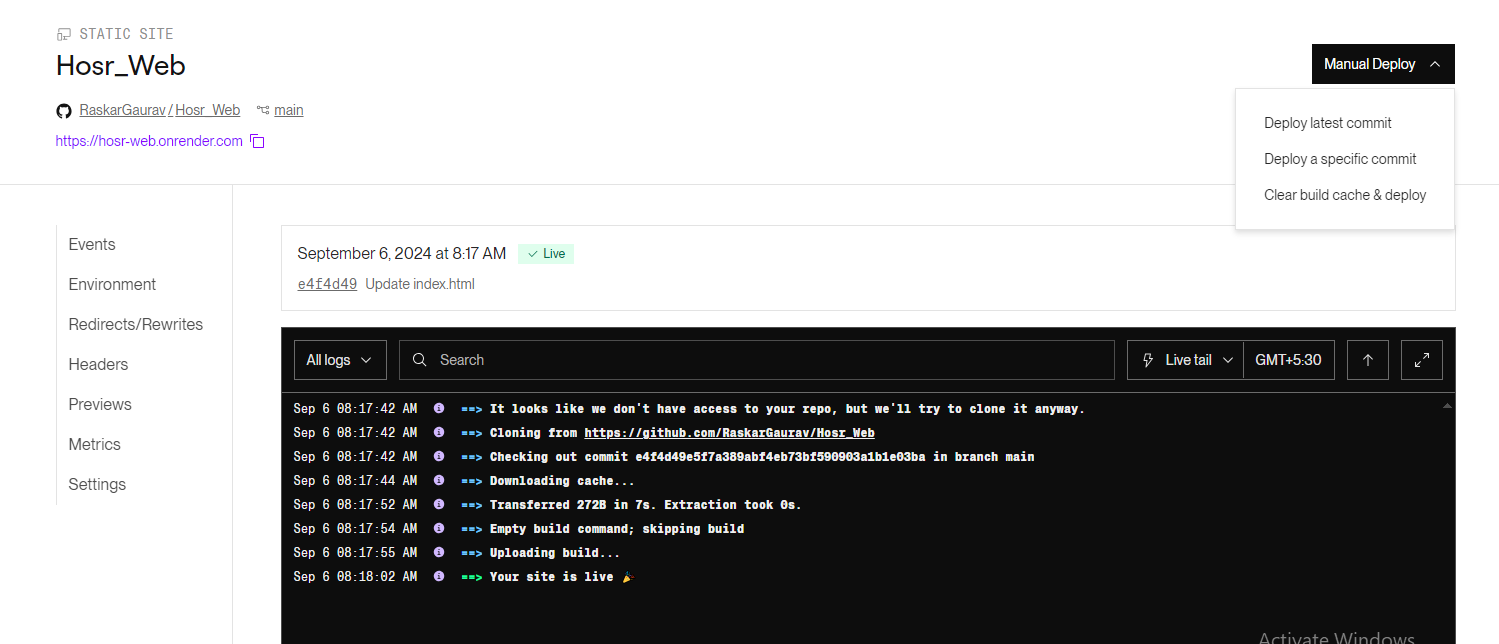 STATIC SITE
Hosr_Web
Manual Deploy
RaskarGaurav / Hosr_Web main
https://hosr-web.onrender.com
Deploy latest commit
Deploy a specific commit
Clear build cache & deploy
Events
Environment
Redirects/Rewrites
Headers
Previews
Metrics
Settings
September 6, 2024 at 8:17 AM Live
e4f4d49 Update index.html
All logs Search Live tail GMT+5:30
Sep 6 08:17:42 AM ==> It looks like we don't have access to your repo, but we'll try to clone it anyway.
Sep 6 08:17:42 AM ==> Cloning from https://github.com/RaskarGaurav/Hosr_Web
Sep 6 08:17:42 AM ==> Checking out commit e4f4d49e5f7a389abf4eb73bf590903a1b1e03ba in branch main
Sep 6 08:17:44 AM ==> Downloading cache...
Sep 6 08:17:52 AM ==> Transferred 272B in 7s. Extraction took 0s.
Sep 6 08:17:54 AM ==> Empty build command; skipping build
Sep 6 08:17:55 AM ==> Uploading build...
Sep 6 08:18:02 AM ==> Your site is live 🎉
Activate Windows